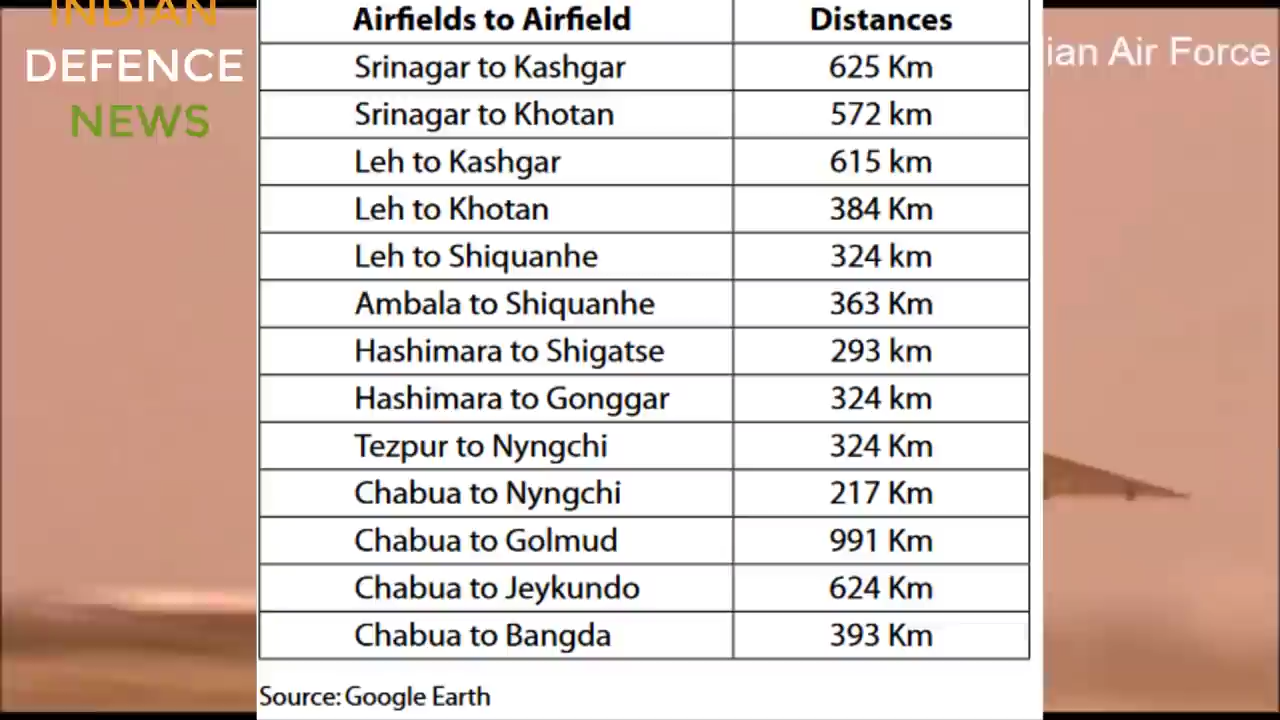 INDIAN
DEFENCE
NEWS
ian Air Force
Airfields to Airfield Distances
Srinagar to Kashgar 625 Km
Srinagar to Khotan 572 km
Leh to Kashgar 615 km
Leh to Khotan 384 Km
Leh to Shiquanhe 324 km
Ambala to Shiquanhe 363 Km
Hashimara to Shigatse 293 km
Hashimara to Gonggar 324 km
Tezpur to Nyngchi 324 Km
Chabua to Nyngchi 217 Km
Chabua to Golmud 991 Km
Chabua to Jeykundo 624 Km
Chabua to Bangda 393 Km
Source: Google Earth